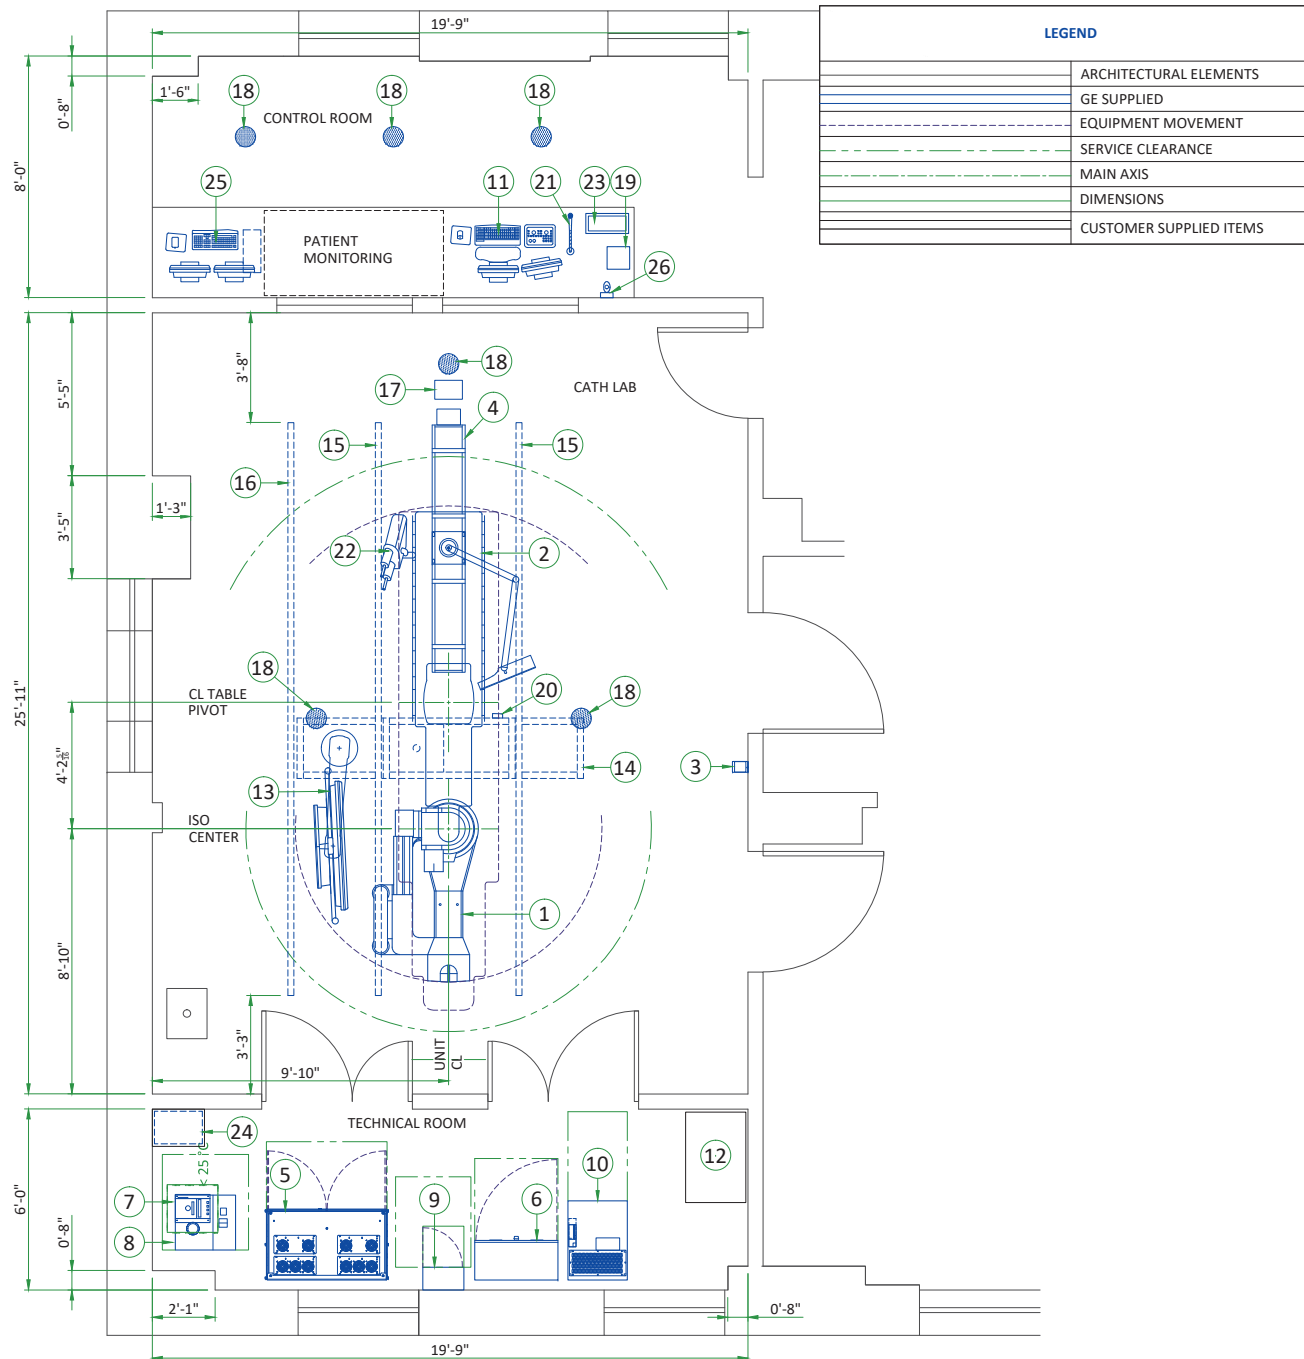 19'-9"
LEGEND
ARCHITECTURAL ELEMENTS
GE SUPPLIED
EQUIPMENT MOVEMENT
SERVICE CLEARANCE
MAIN AXIS
DIMENSIONS
CUSTOMER SUPPLIED ITEMS
0'-8"
1'-6"
18
18
18
CONTROL ROOM
8'-0"
25
11
21
23
19
PATIENT
MONITORING
26
5'-5"
3'-8"
18
17
CATH LAB
4
15
15
16
1'-3"
3'-5"
22
2
25'-11"
18
CL TABLE
PIVOT
20
18
4'-2 5/16"
14
3
13
ISO
CENTER
1
8'-10"
3'-3"
UNIT
CL
9'-10"
TECHNICAL ROOM
24
< 25 °C
12
5
10
9
6
7
8
6'-0"
0'-8"
2'-1"
0'-8"
19'-9"